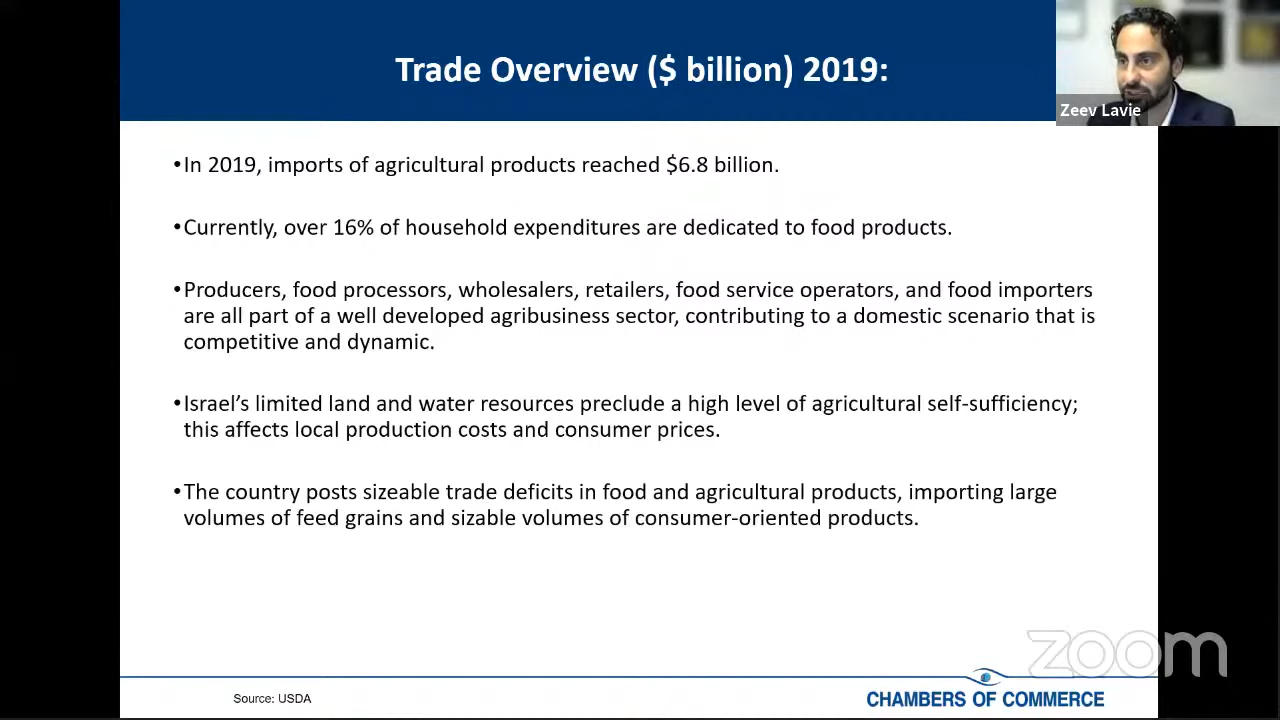 Trade Overview ($ billion) 2019:
Zeev Lavie
•In 2019, imports of agricultural products reached $6.8 billion.
•Currently, over 16% of household expenditures are dedicated to food products.
•Producers, food processors, wholesalers, retailers, food service operators, and food importers
are all part of a well developed agribusiness sector, contributing to a domestic scenario that is
competitive and dynamic.
•Israel’s limited land and water resources preclude a high level of agricultural self-sufficiency;
this affects local production costs and consumer prices.
•The country posts sizeable trade deficits in food and agricultural products, importing large
volumes of feed grains and sizable volumes of consumer-oriented products.
zoom
Source: USDA
CHAMBERS OF COMMERCE